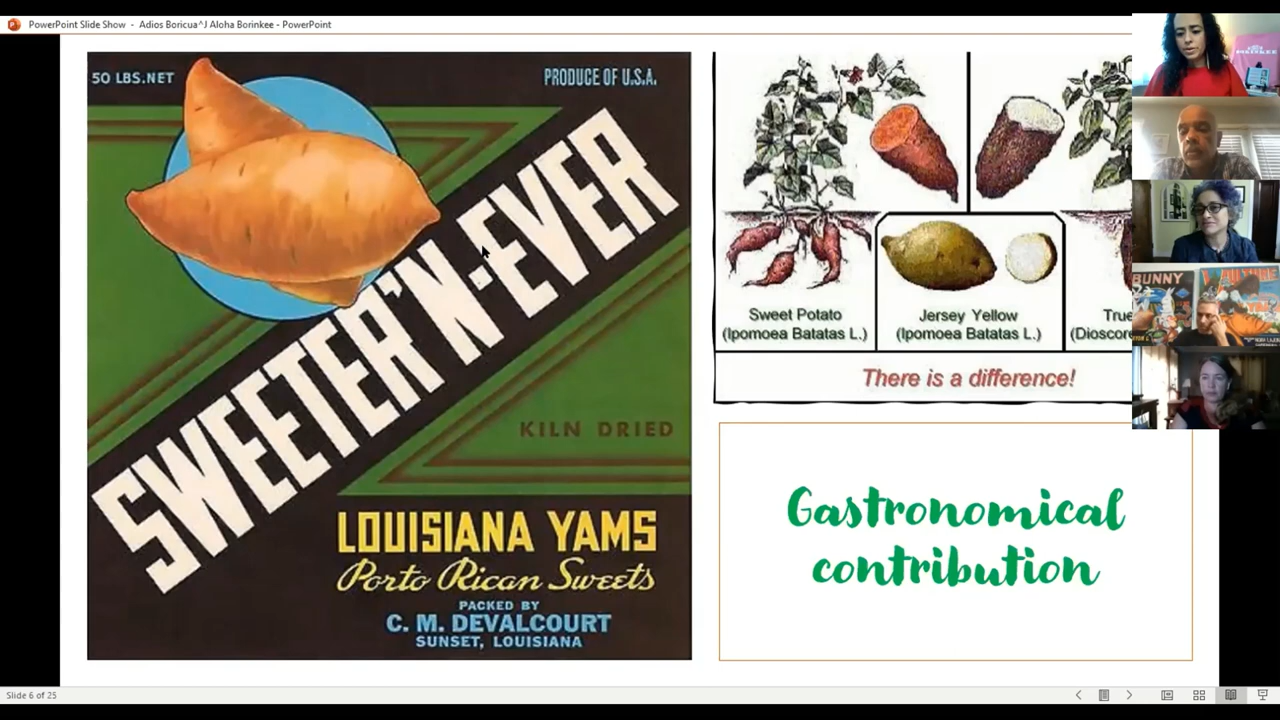 PowerPoint Slide Show - Adios Boricua^J Aloha Borinkee - PowerPoint
50 LBS.NET
PRODUCE OF U.S.A.
SWEETER'N-EVER
KILN DRIED
LOUISIANA YAMS
Porto Rican Sweets
PACKED BY
C. M. DEVALCOURT
SUNSET, LOUISIANA
Sweet Potato
(Ipomoea Batatas L.)
Jersey Yellow
(Ipomoea Batatas L.)
True
(Dioscor
There is a difference!
Gastronomical
contribution
BUNNY
Slide 6 of 25